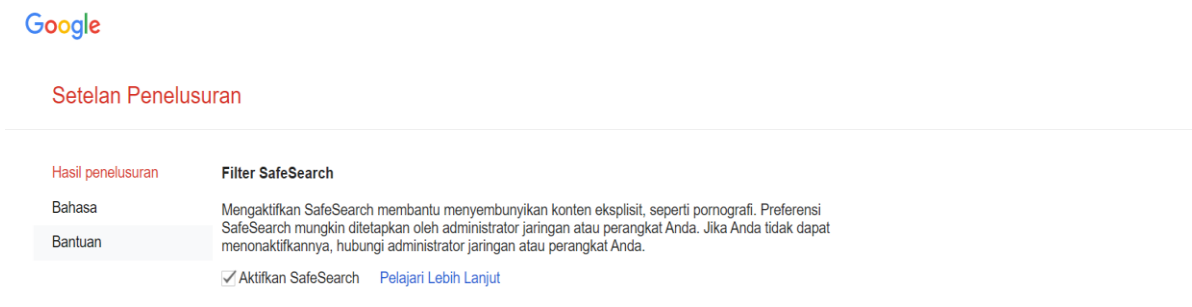 Google
Setelan Penelusuran
Hasil penelusuran
Bahasa
Bantuan
Filter SafeSearch
Mengaktifkan SafeSearch membantu menyembunyikan konten eksplisit, seperti pornografi. Preferensi
SafeSearch mungkin ditetapkan oleh administrator jaringan atau perangkat Anda. Jika Anda tidak dapat
menonaktifkannya, hubungi administrator jaringan atau perangkat Anda.
Aktifkan SafeSearch Pelajari Lebih Lanjut